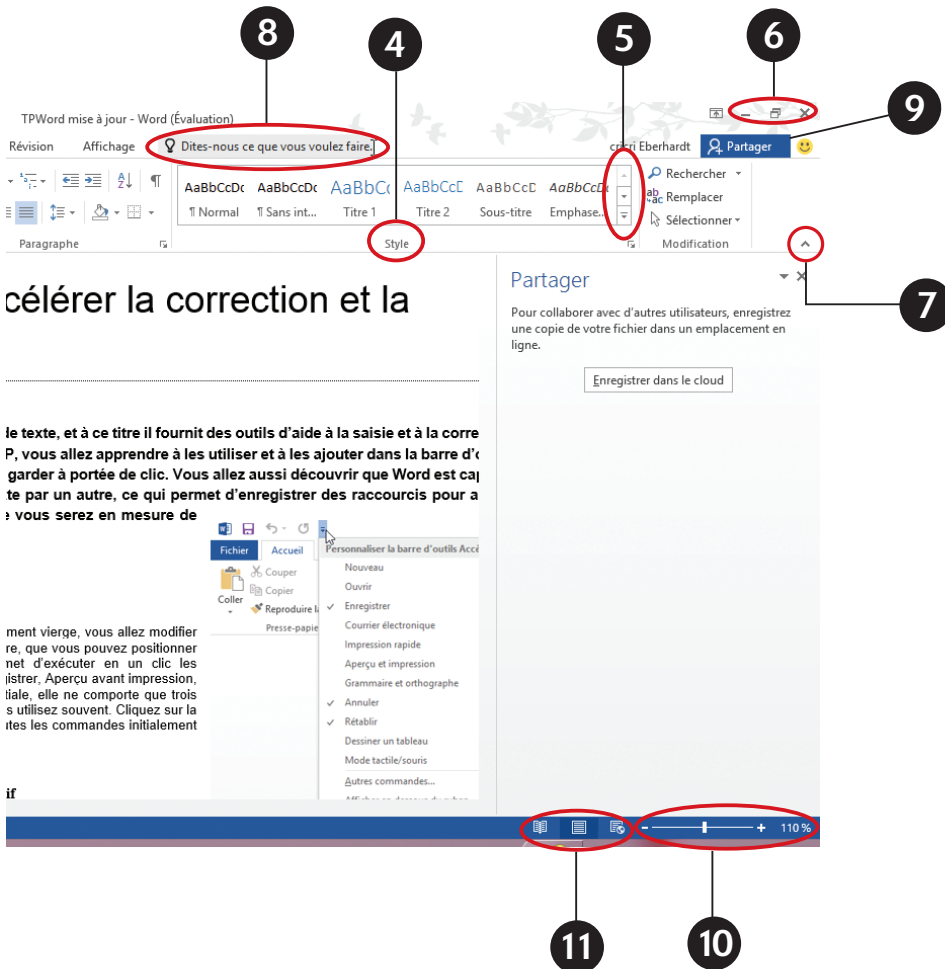 8
4
5
6
9
TPWord mise à jour - Word (Évaluation)
Révision Affichage Dites-nous ce que vous voulez faire. cricri Eberhardt Partager
Rechercher
AaBbCcDc AaBbCcDc AaBbCc AaBbCcE AaBbCcD AaBbCcDc
Remplacer
¶ Normal ¶ Sans int... Titre 1 Titre 2 Sous-titre Emphase...
Sélectionner
Paragraphe Style Modification
7
célérer la correction et la
Partager
Pour collaborer avec d'autres utilisateurs, enregistrez
une copie de votre fichier dans un emplacement en
ligne.
Enregistrer dans le cloud
de texte, et à ce titre il fournit des outils d'aide à la saisie et à la corre
P, vous allez apprendre à les utiliser et à les ajouter dans la barre d'o
garder à portée de clic. Vous allez aussi découvrir que Word est cap
te par un autre, ce qui permet d'enregistrer des raccourcis pour a
e vous serez en mesure de
Fichier Accueil Personnaliser la barre d'outils Accè
Couper
Copier
Coller
Reproduire la
Presse-papie
Nouveau
Ouvrir
Enregistrer
Courrier électronique
Impression rapide
Aperçu et impression
Grammaire et orthographe
Annuler
Rétablir
Dessiner un tableau
Mode tactile/souris
Autres commandes...
Afficher en dessous du ruban
ment vierge, vous allez modifier
re, que vous pouvez positionner
met d'exécuter en un clic les
gistrer, Aperçu avant impression,
tiale, elle ne comporte que trois
s utilisez souvent. Cliquez sur la
utes les commandes initialement
if
110 %
11
10